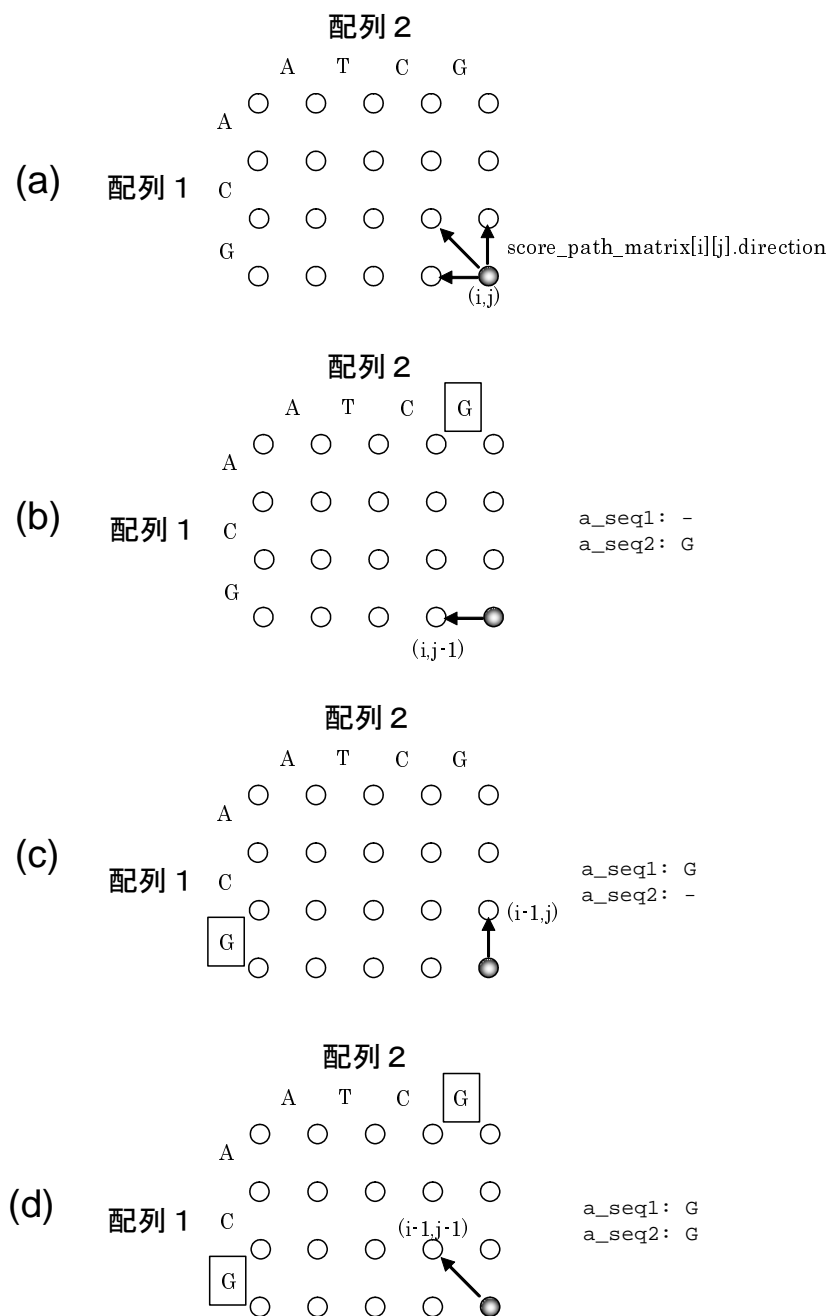 配列２
A T C G
A
(a) 配列１ C
G score_path_matrix[i][j].direction
(i,j)
配列２
A T C G
A
(b) 配列１ C
a_seq1: -
a_seq2: G
G
(i,j-1)
配列２
A T C G
A
(c) 配列１ C
a_seq1: G
a_seq2: -
(i-1,j)
G
配列２
A T C G
A
(d) 配列１ C
a_seq1: G
a_seq2: G
(i-1,j-1)
G